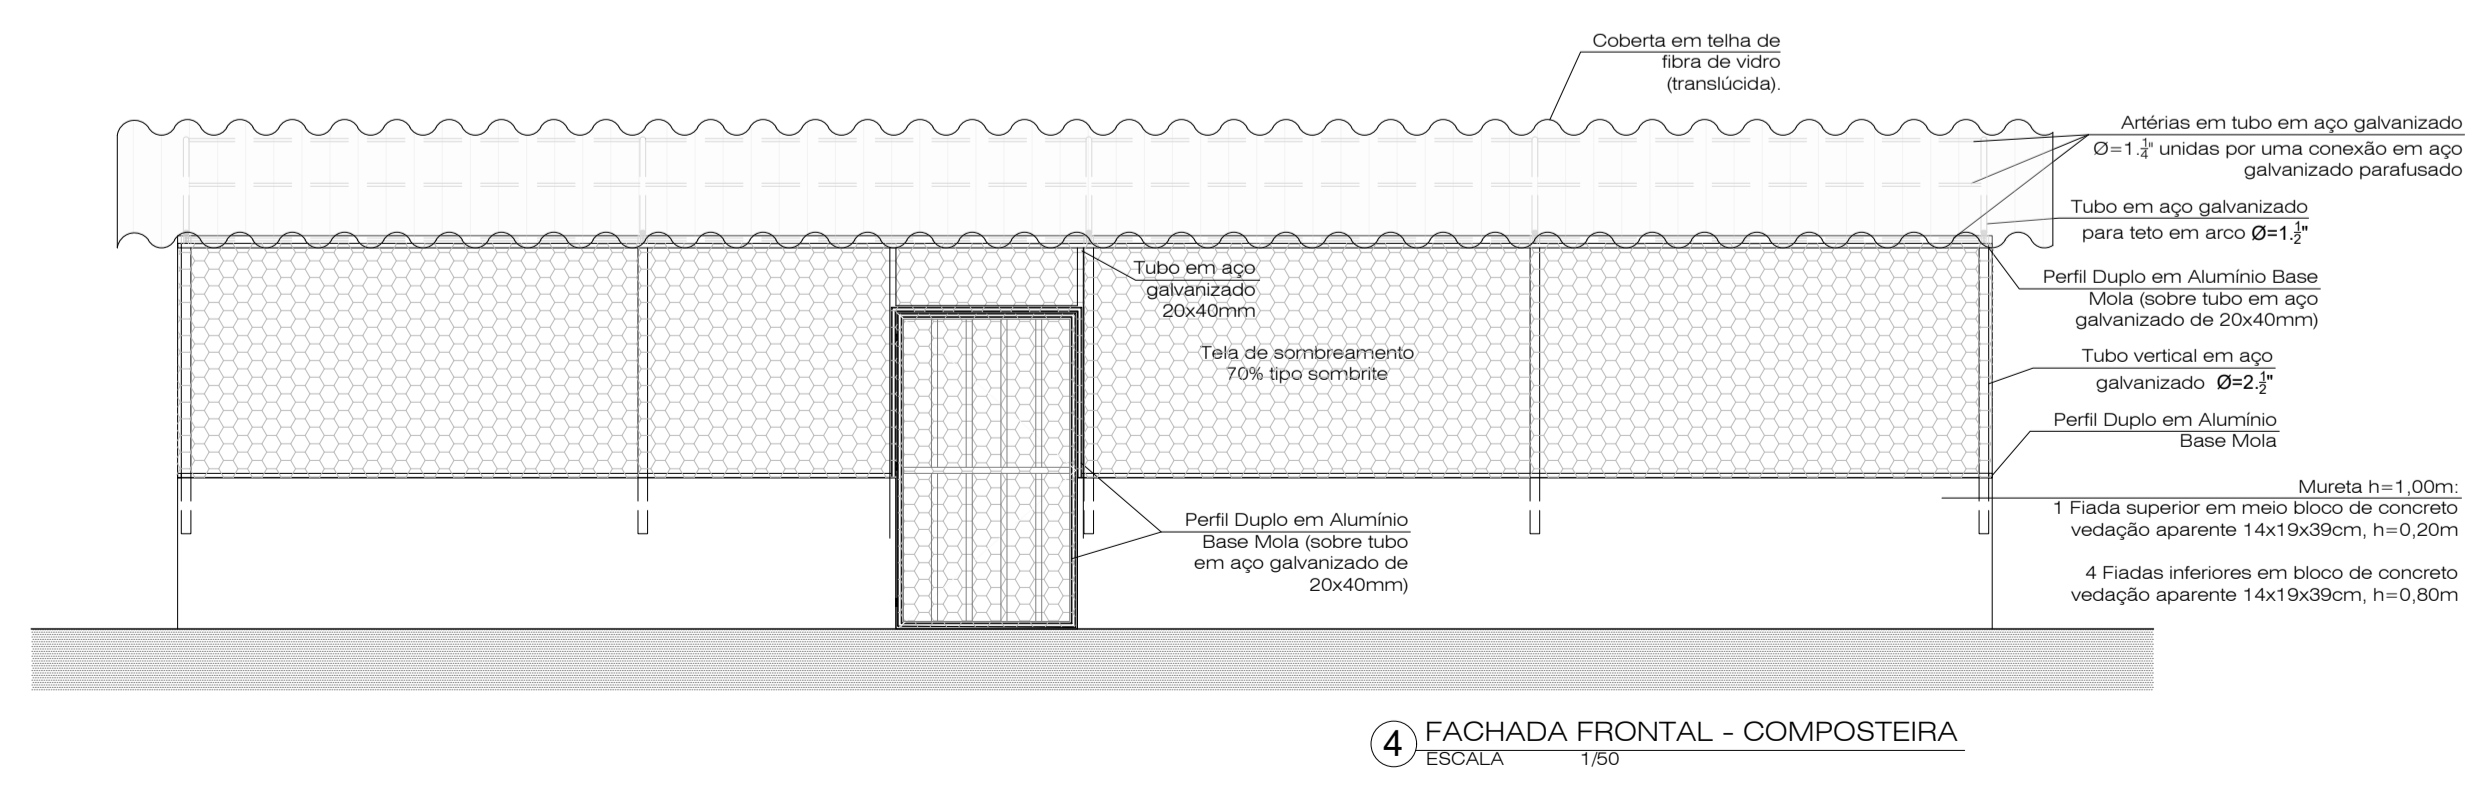 Coberta em telha de
fibra de vidro
(translúcida).
Artérias em tubo em aço galvanizado
Ø=1.¼" unidas por uma conexão em aço
galvanizado parafusado
Tubo em aço galvanizado
para teto em arco Ø=1.½"
Tubo em aço
galvanizado
20x40mm
Perfil Duplo em Alumínio Base
Mola (sobre tubo em aço
galvanizado de 20x40mm)
Tela de sombreamento
70% tipo sombrite
Tubo vertical em aço
galvanizado Ø=2.½"
Perfil Duplo em Alumínio
Base Mola
Mureta h=1,00m:
1 Fiada superior em meio bloco de concreto
vedação aparente 14x19x39cm, h=0,20m
4 Fiadas inferiores em bloco de concreto
vedação aparente 14x19x39cm, h=0,80m
Perfil Duplo em Alumínio
Base Mola (sobre tubo
em aço galvanizado de
20x40mm)
4 FACHADA FRONTAL - COMPOSTEIRA
ESCALA 1/50